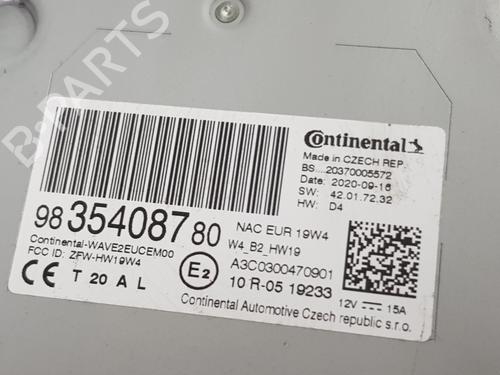 B-PARTS
Continental
Made in CZECH REP.
BS....20370005572
Date: 2020-09-16
SW: 42.01.72.32
HW: D4
98 35408780
NAC EUR 19W4
W4_B2_HW19
Continental-WAVE2EUCEM00
FCC ID: ZFW-HW19W4
A3C0300470901
CE T 20 A L E2 10 R-05 19233
12V 15A
Continental Automotive Czech republic s.r.o.